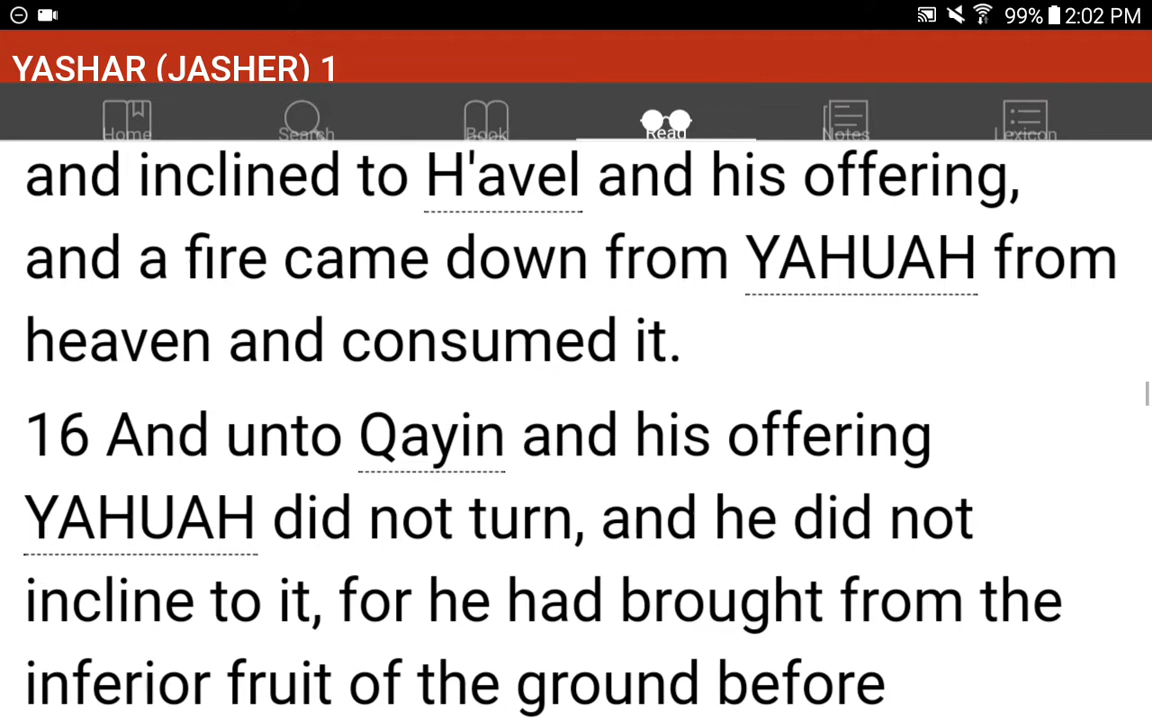 99% 2:02 PM
YASHAR (JASHER) 1
Home Search Book Read Notes Lexicon
and inclined to H'avel and his offering,
and a fire came down from YAHUAH from
heaven and consumed it.
16 And unto Qayin and his offering
YAHUAH did not turn, and he did not
incline to it, for he had brought from the
inferior fruit of the ground before